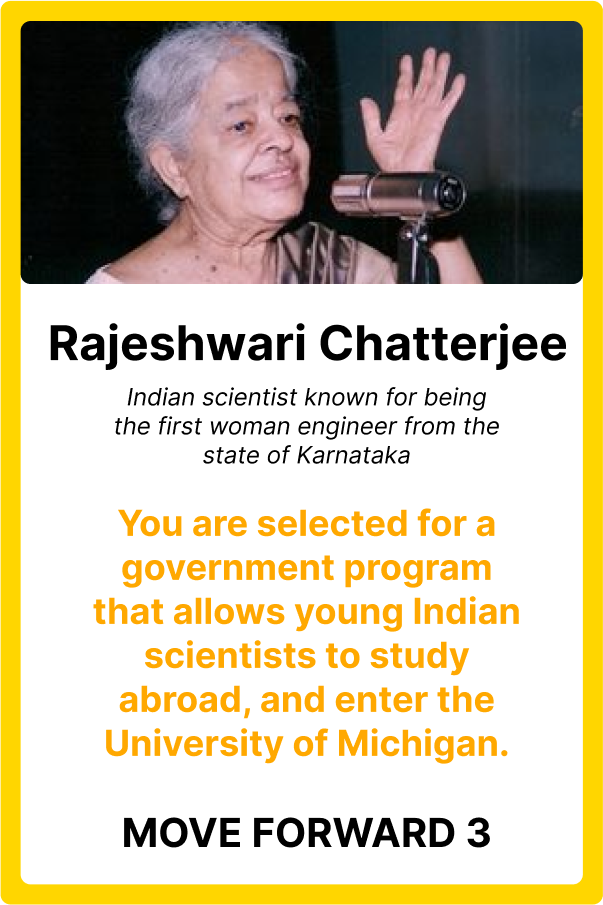 Rajeshwari Chatterjee
Indian scientist known for being
the first woman engineer from the
state of Karnataka
You are selected for a
government program
that allows young Indian
scientists to study
abroad, and enter the
University of Michigan.
MOVE FORWARD 3